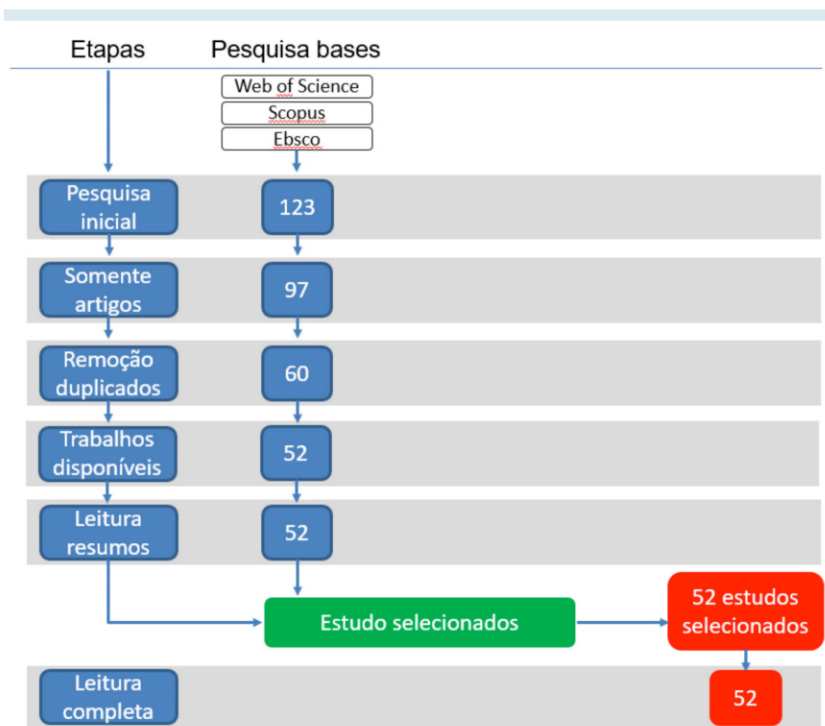 Etapas
Pesquisa bases
Web of Science
Scopus
Ebsco
Pesquisa
inicial
123
Somente
artigos
97
Remoção
duplicados
60
Trabalhos
disponíveis
52
Leitura
resumos
52
Estudo selecionados
52 estudos
selecionados
Leitura
completa
52